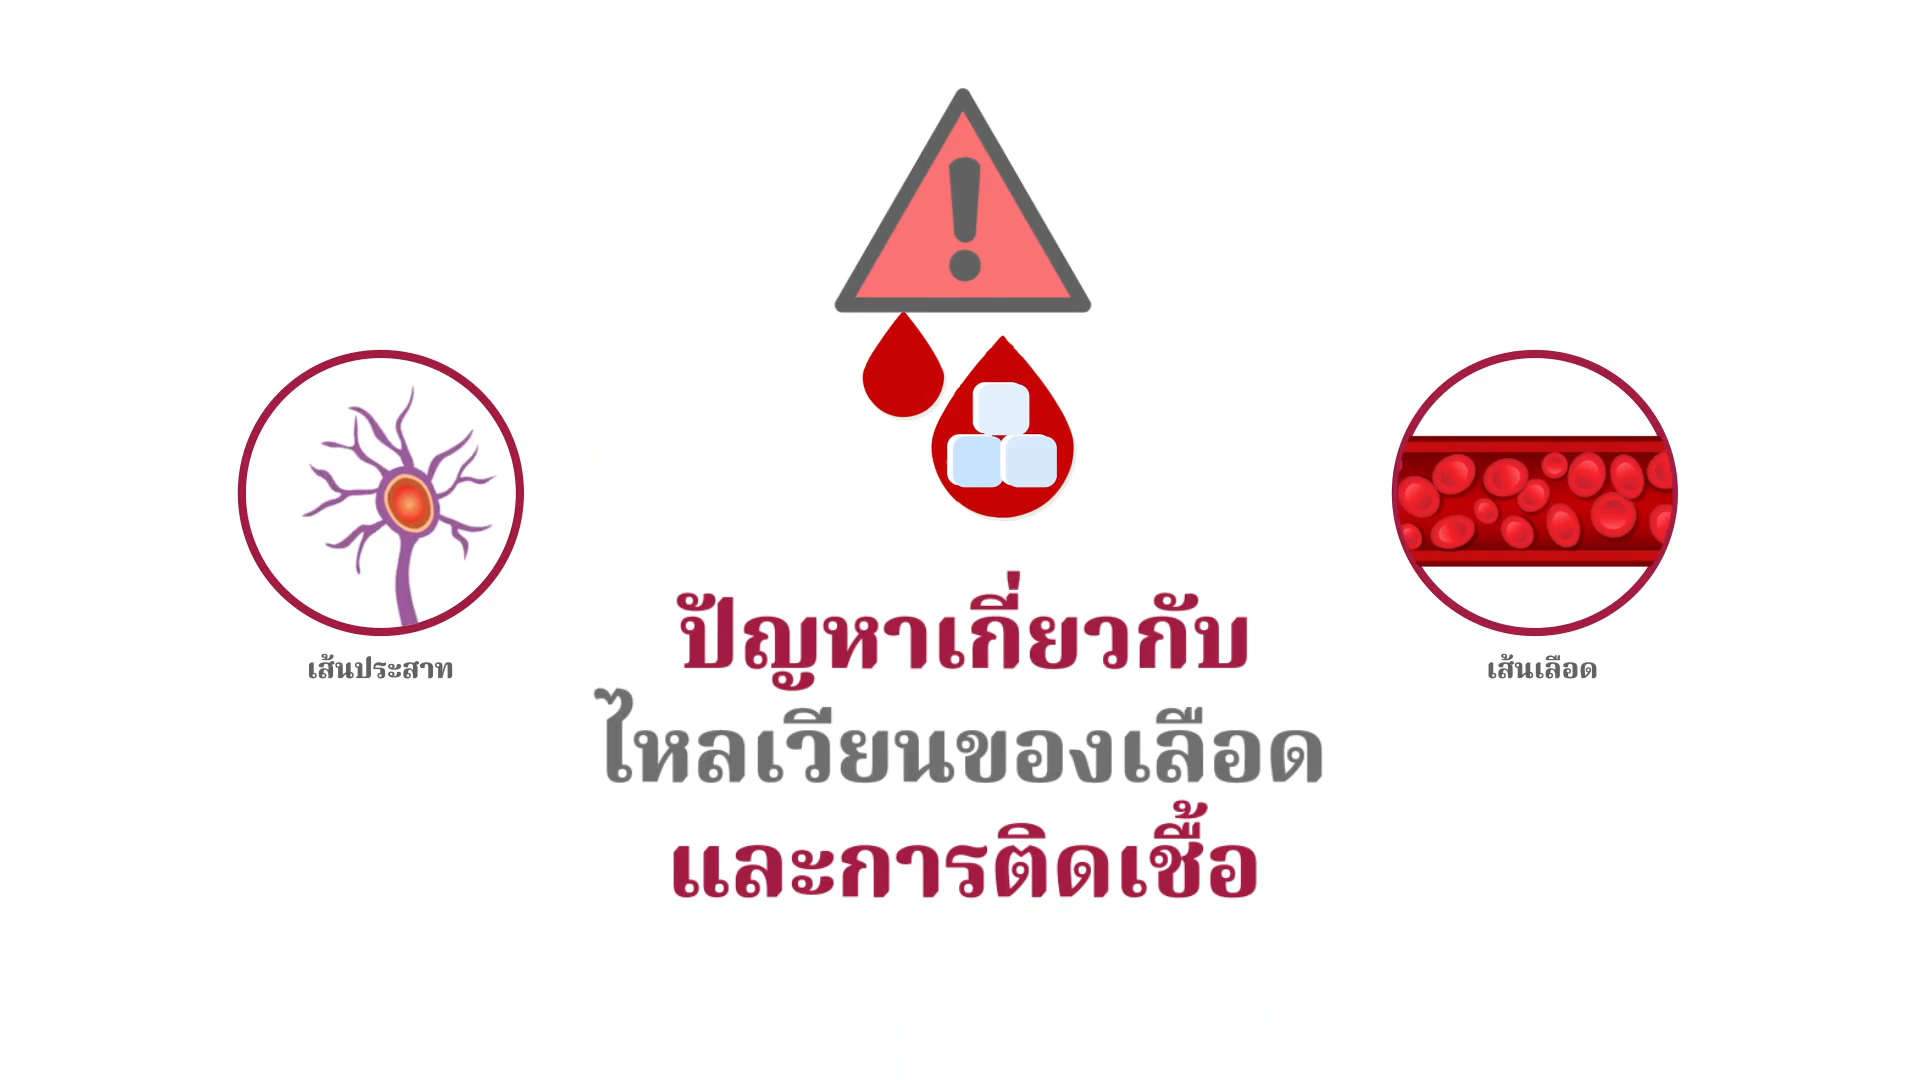 เส้นประสาท
ปัญหาเกี่ยวกับ
ไหลเวียนของเลือด
และการติดเชื้อ
เส้นเลือด